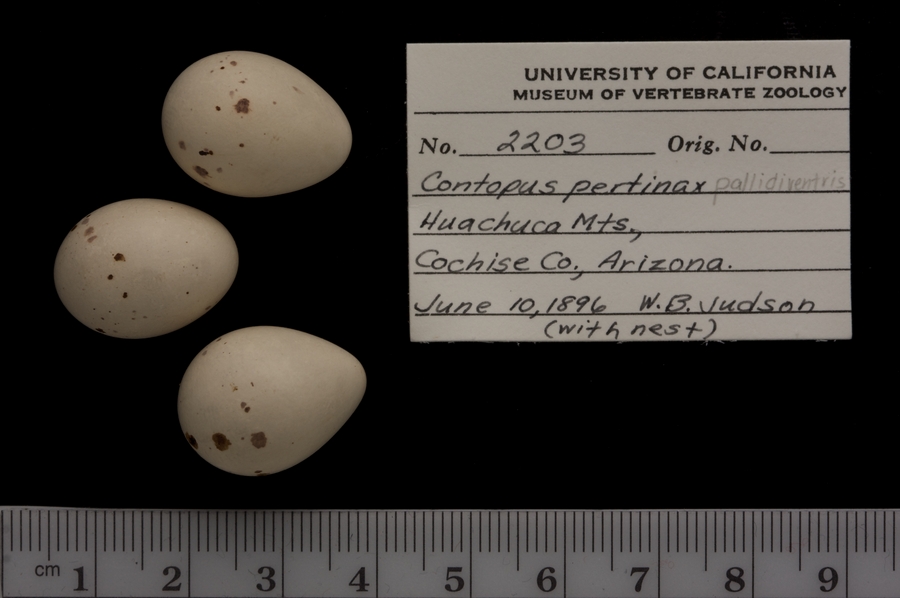 UNIVERSITY OF CALIFORNIA
MUSEUM OF VERTEBRATE ZOOLOGY
No. 2203 Orig. No.
Contopus pertinax pallidiventris
Huachuca Mts.,
Cochise Co., Arizona.
June 10, 1896 W. B. Judson
(with nest)
cm 1 2 3 4 5 6 7 8 9